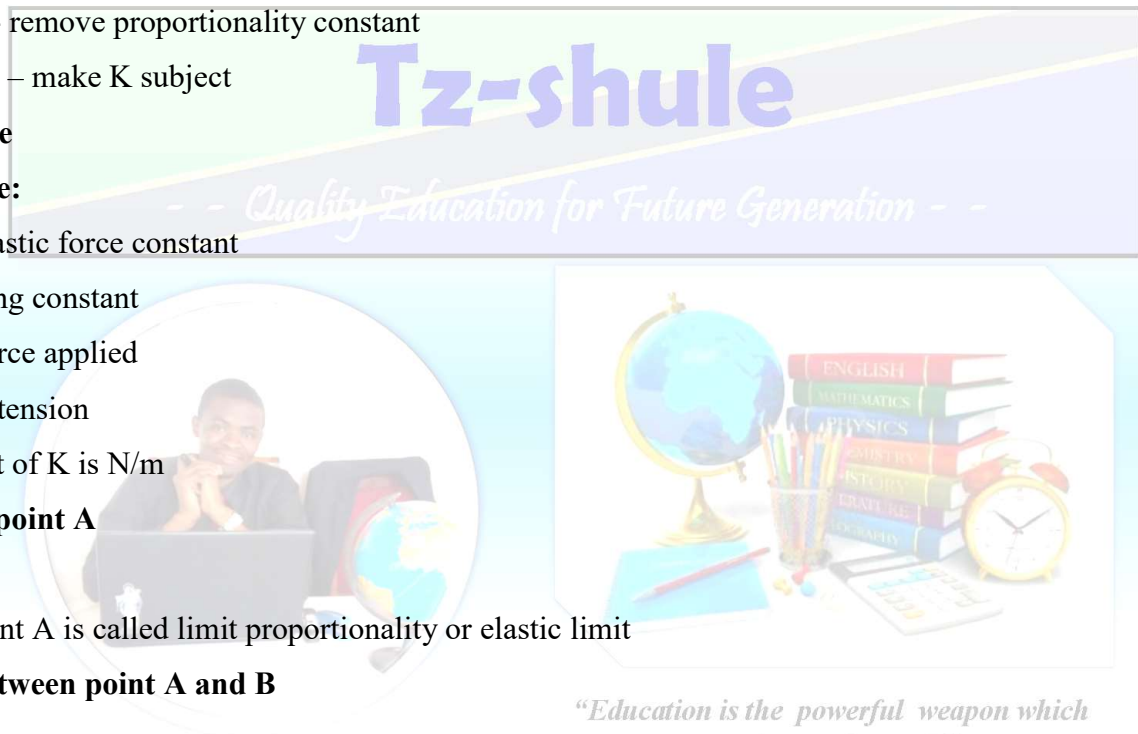 remove proportionality constant
– make K subject
Tz-shule
e
e:
- - Quality Education for Future Generation - -
astic force constant
ng constant
rce applied
tension
t of K is N/m
point A
nt A is called limit proportionality or elastic limit
tween point A and B
ENGLISH
MATHEMATICS
PHYSICS
“Education is the powerful weapon which